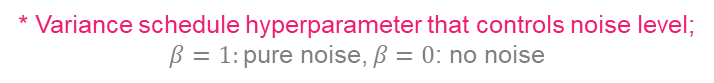 * Variance schedule hyperparameter that controls noise level;
𝛽 = 1: pure noise, 𝛽 = 0: no noise